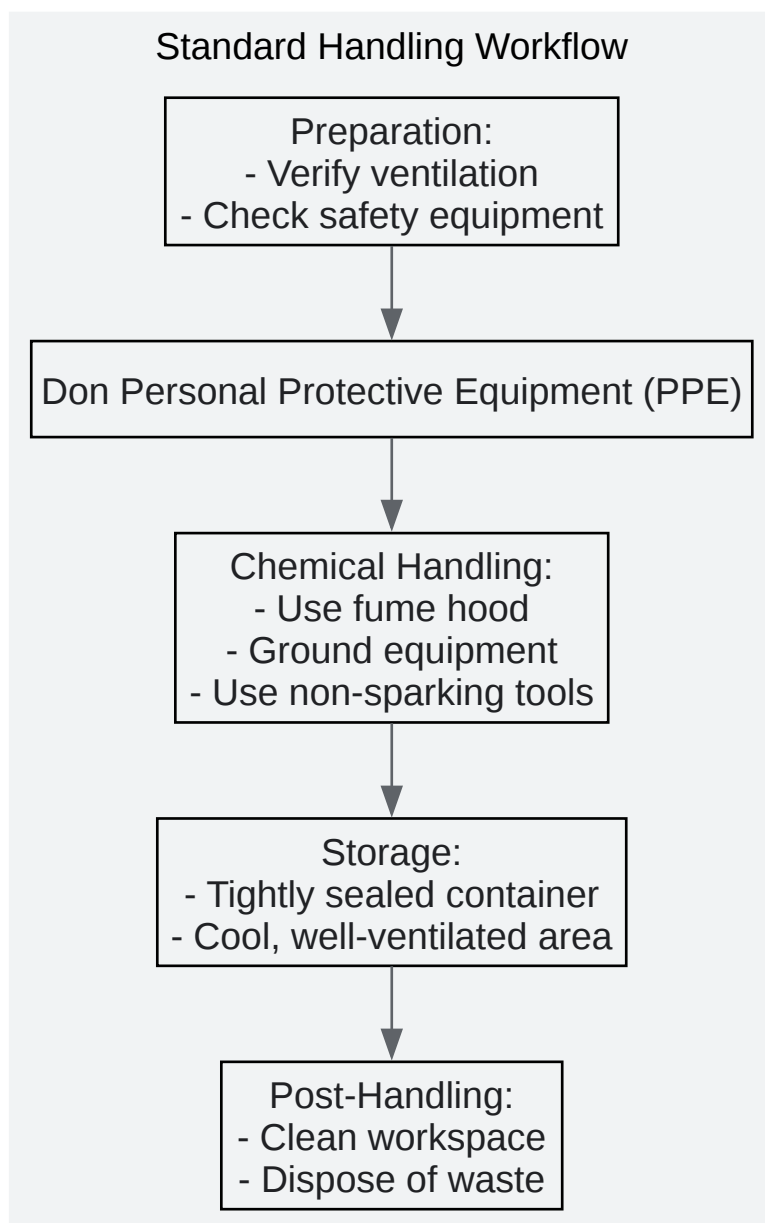 Standard Handling Workflow
Preparation:
- Verify ventilation
- Check safety equipment
Don Personal Protective Equipment (PPE)
Chemical Handling:
- Use fume hood
- Ground equipment
- Use non-sparking tools
Storage:
- Tightly sealed container
- Cool, well-ventilated area
Post-Handling:
- Clean workspace
- Dispose of waste